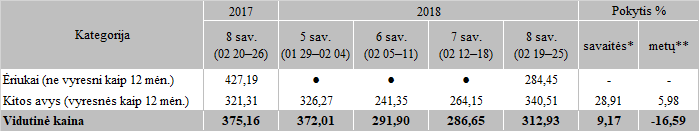 Kategorija 2017 2018 Pokytis %
8 sav. (02 20–26) 5 sav. (01 29–02 04) 6 sav. (02 05–11) 7 sav. (02 12–18) 8 sav. (02 19–25) savaitės* metų**
Ėriukai (ne vyresni kaip 12 mėn.) 427,19 ● ● ● 284,45 - -
Kitos avys (vyresnės kaip 12 mėn.) 321,31 326,27 241,35 264,15 340,51 28,91 5,98
Vidutinė kaina 375,16 372,01 291,90 286,65 312,93 9,17 -16,59